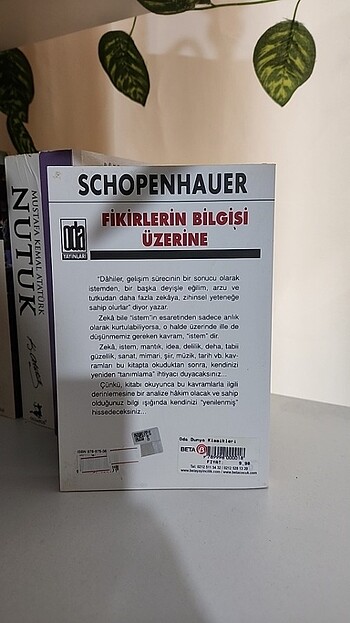 SCHOPENHAUER
oda
YAYINLARI
FİKİRLERİN BİLGİSİ
ÜZERİNE
"Dâhiler, gelişim sürecinin bir sonucu olarak
istemden, bir başka deyişle eğilim, arzu ve
tutkudan daha fazla zekâya, zihinsel yeteneğe
sahip olurlar" diyor yazar.
Zekâ bile "istem"in esaretinden sadece anlık
olarak kurtulabiliyorsa, o halde üzerinde ille de
düşünmemiz gereken kavram, "istem" dir.
Zekâ, istem, mantık, idea, delilik, deha, tabii
güzellik, sanat, mimari, şiir, müzik, tarih vb. kav-
ramları bu kitapta okuduktan sonra, kendinizi
yeniden "tanımlama" ihtiyacı duyacaksınız...
Çünkü, kitabı okuyunca bu kavramlarla ilgili
derinlemesine bir analize hâkim olacak ve sahip
olduğunuz bilgi ışığında kendinizi "yenilenmiş"
hissedeceksiniz..
Oda Dunya Klasikleri
BETA
FİYAT:
9,90
MUSTAFA KEMAL ATATÜRK
NUTUK